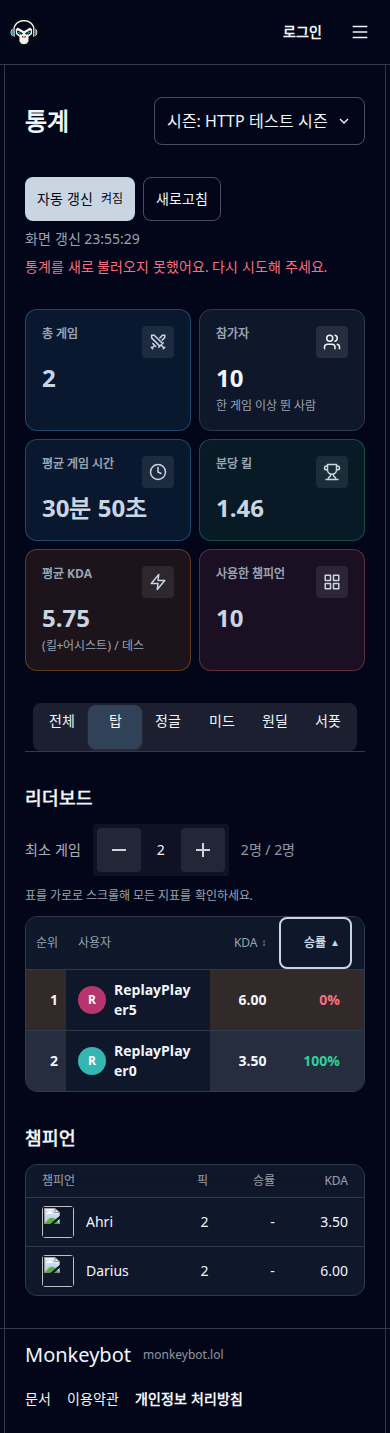 로그인
통계
시즌: HTTP 테스트 시즌
자동 갱신 켜짐
새로고침
화면 갱신 23:55:29
통계를 새로 불러오지 못했어요. 다시 시도해 주세요.
총 게임
2
참가자
10
한 게임 이상 뛴 사람
평균 게임 시간
30분 50초
분당 킬
1.46
평균 KDA
5.75
(킬+어시스트) / 데스
사용한 챔피언
10
전체 탑 정글 미드 원딜 서폿
리더보드
최소 게임 − 2 + 2명 / 2명
표를 가로로 스크롤해 모든 지표를 확인하세요.
순위 사용자 KDA ↕ 승률 ▲
1 R ReplayPlay
er5 6.00 0%
2 R ReplayPlay
er0 3.50 100%
챔피언
챔피언 픽 승률 KDA
Ahri 2 - 3.50
Darius 2 - 6.00
Monkeybot monkeybot.lol
문서 이용약관 개인정보 처리방침